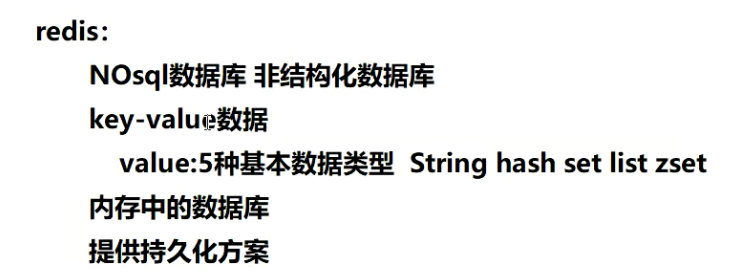 redis：
NOsql数据库 非结构化数据库
key-value数据
value:5种基本数据类型 String hash set list zset
内存中的数据库
提供持久化方案